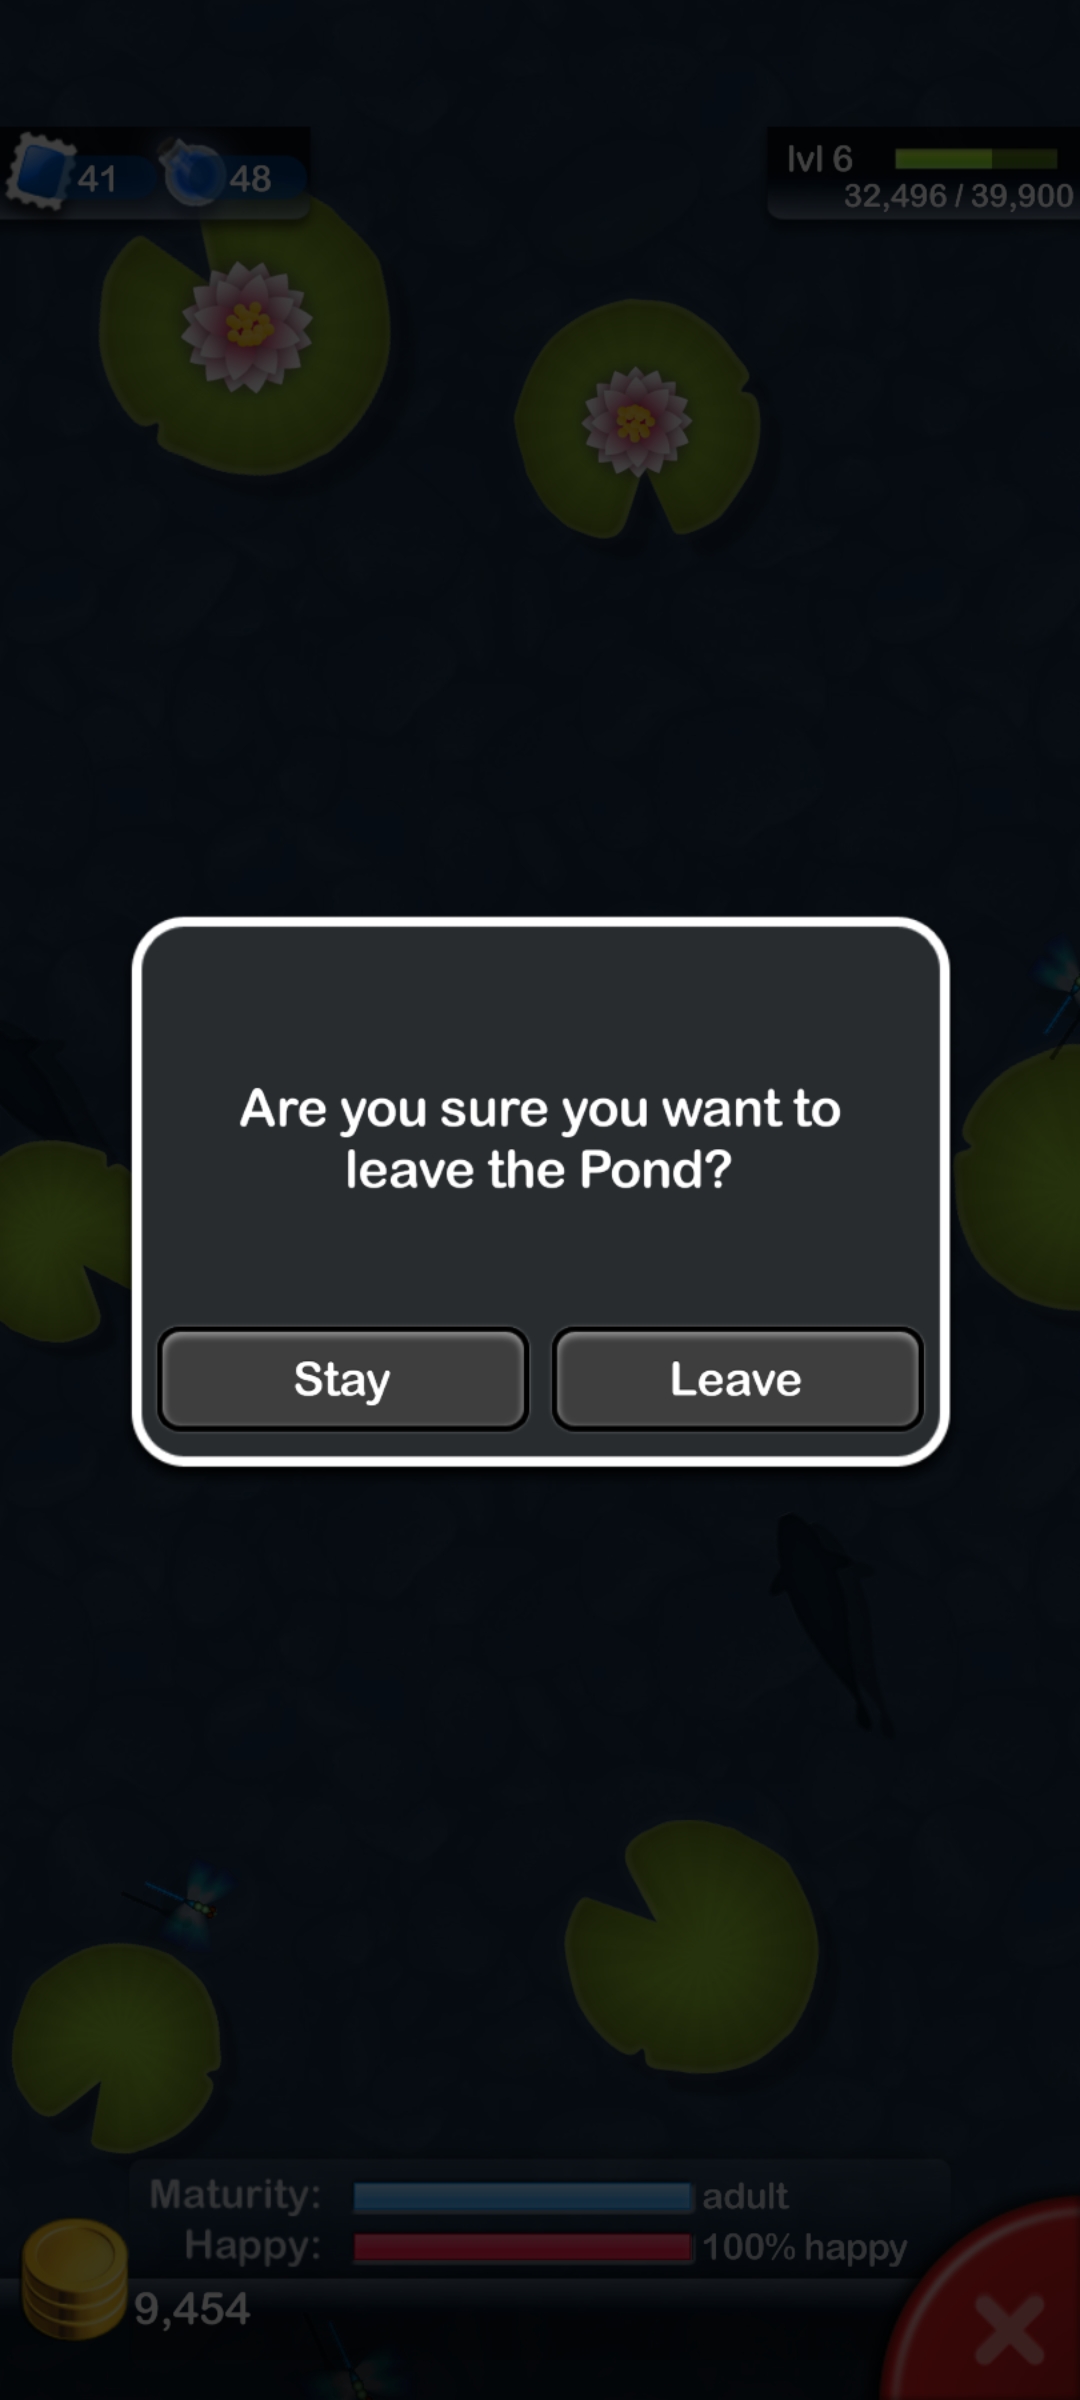 41
48
lvl 6
32,496 / 39,900
Are you sure you want to
leave the Pond?
Stay
Leave
Maturity:
adult
Happy:
100% happy
9,454